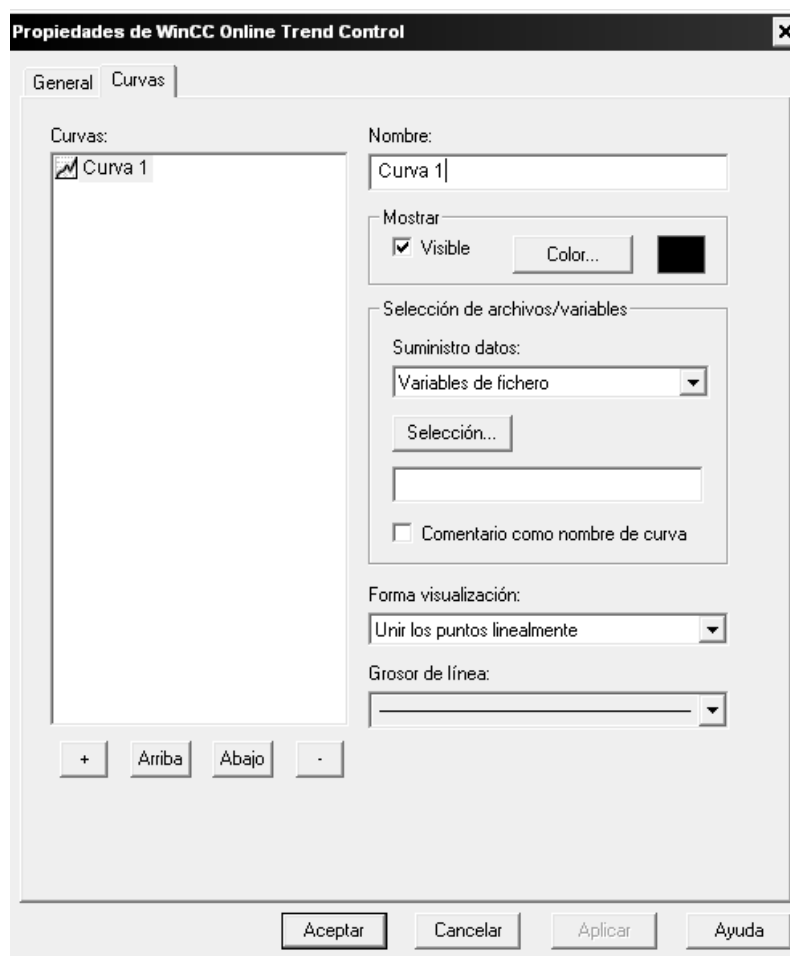 Propiedades de WinCC Online Trend Control
General Curvas
Curvas:
Curva 1
+ Arriba Abajo -
Nombre:
Curva 1
Mostrar
Visible Color...
Selección de archivos/variables
Suministro datos:
Variables de fichero
Selección...
Comentario como nombre de curva
Forma visualización:
Unir los puntos linealmente
Grosor de línea:
Aceptar Cancelar Aplicar Ayuda